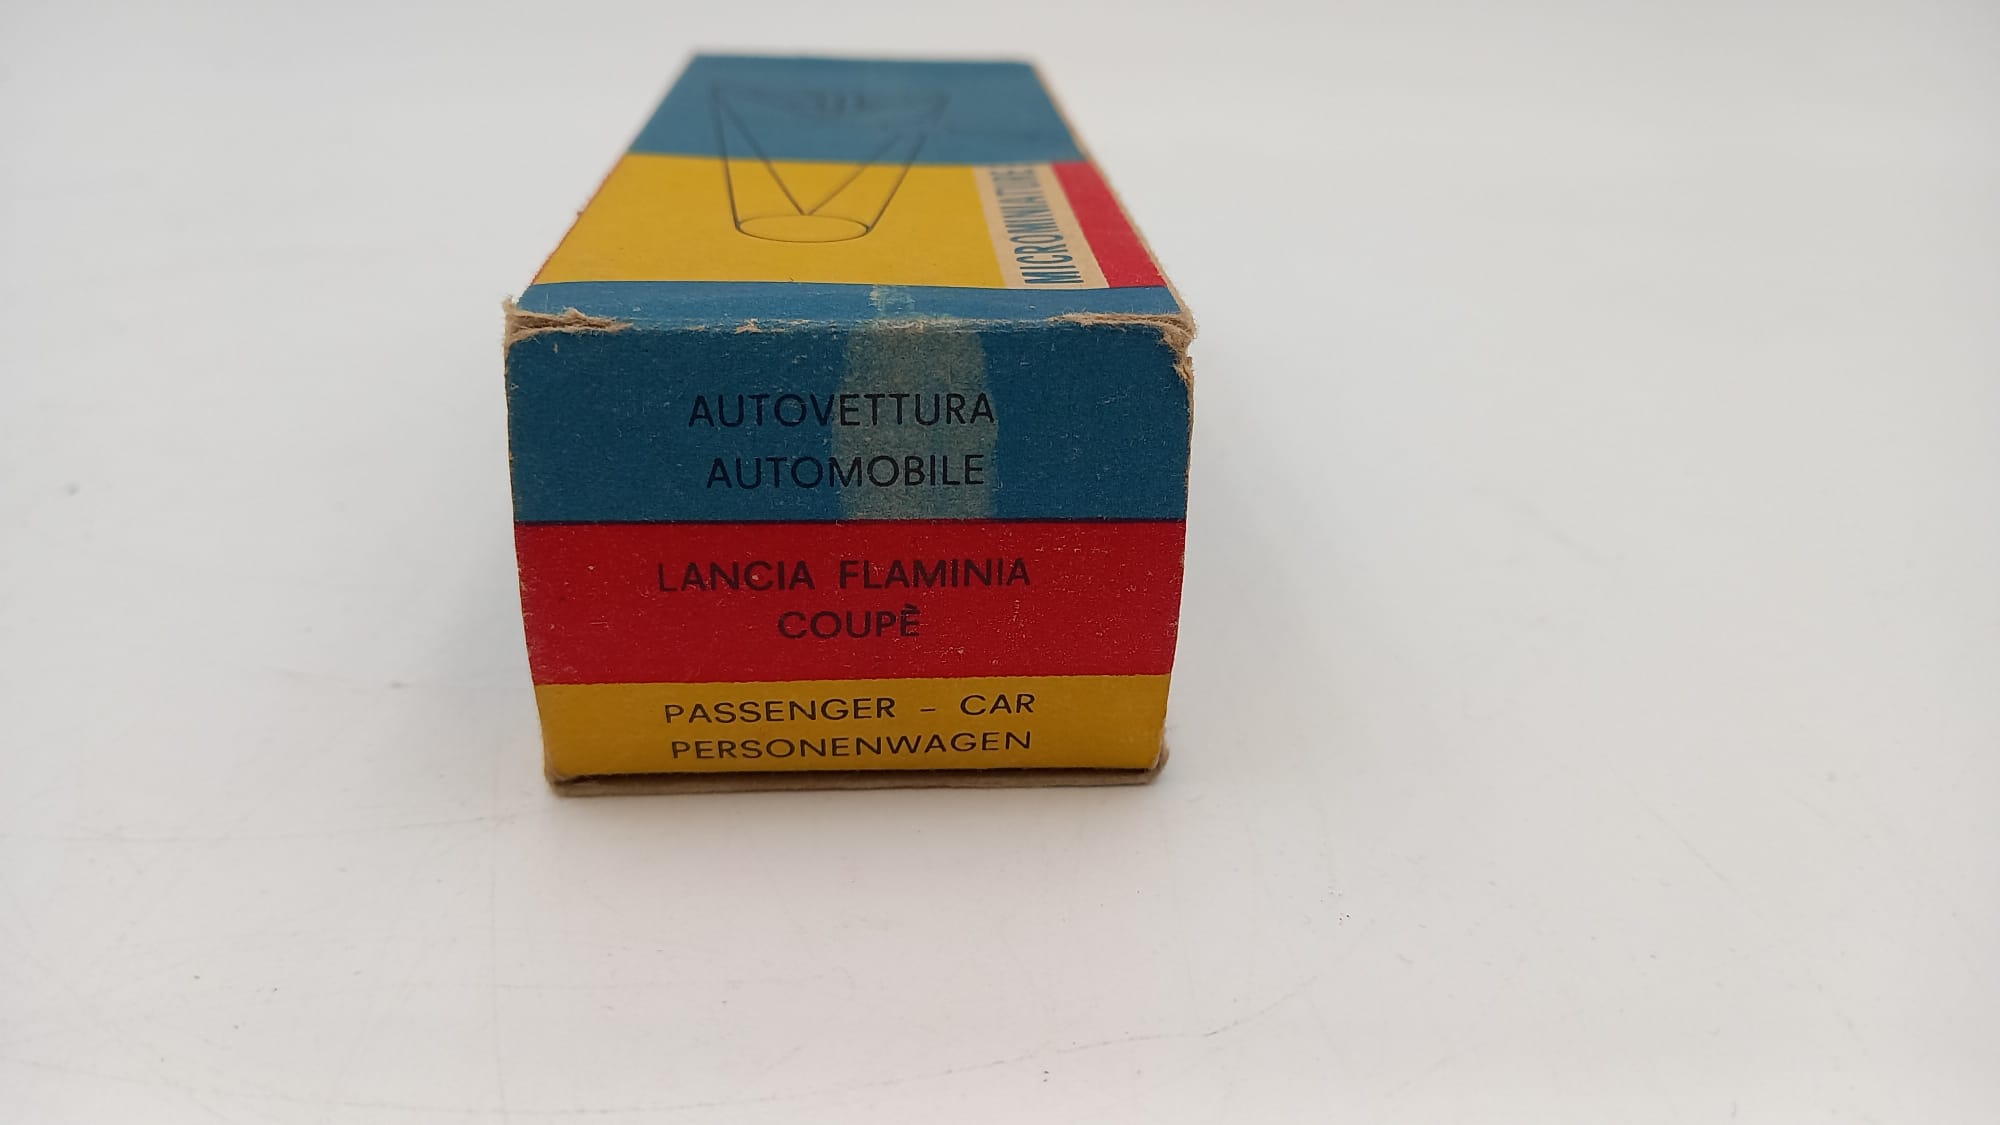 MICROMINIATURE
AUTOVETTURA
AUTOMOBILE
LANCIA FLAMINIA
COUPÈ
PASSENGER - CAR
PERSONENWAGEN